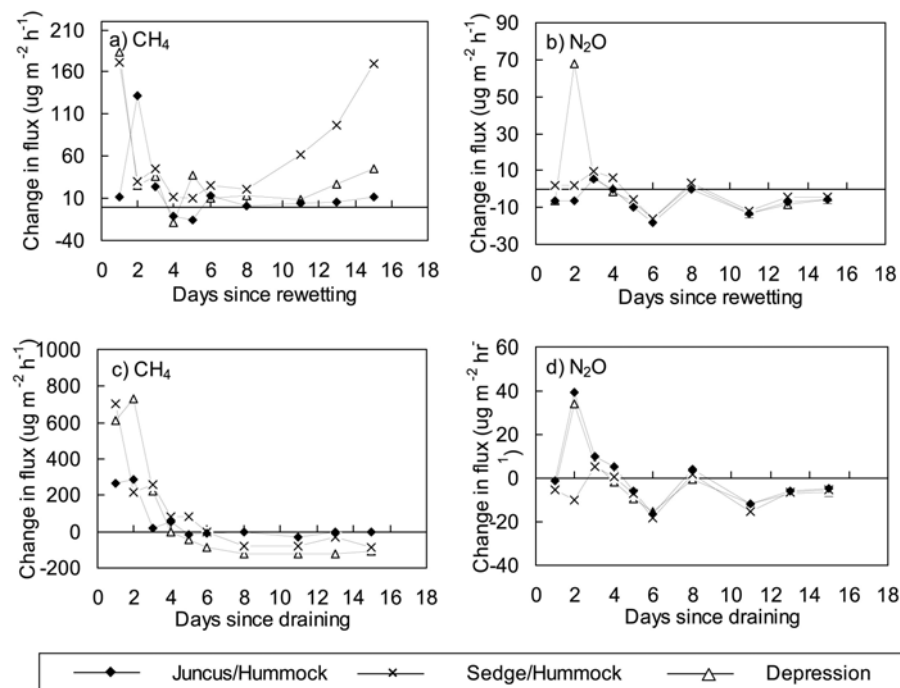 a) CH4
Change in flux (ug m-2 h-1)
210
160
110
60
10
-40
0 2 4 6 8 10 12 14 16 18
Days since rewetting
b) N2O
Change in flux (ug m-2 h-1)
90
70
50
30
10
-10
-30
0 2 4 6 8 10 12 14 16 18
Days since rewetting
c) CH4
Change in flux (ug m-2 h-1)
1000
800
600
400
200
0
-200
0 2 4 6 8 10 12 14 16 18
Days since draining
d) N2O
Change in flux (ug m-2 hr-
1)
60
40
20
0
-20
-40
0 2 4 6 8 10 12 14 16 18
Days since draining
Juncus/Hummock Sedge/Hummock Depression